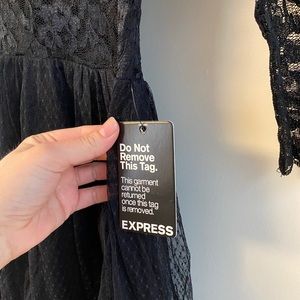 Do Not
Remove
This Tag.
This garment
cannot be
returned
once this tag
is removed.
EXPRESS